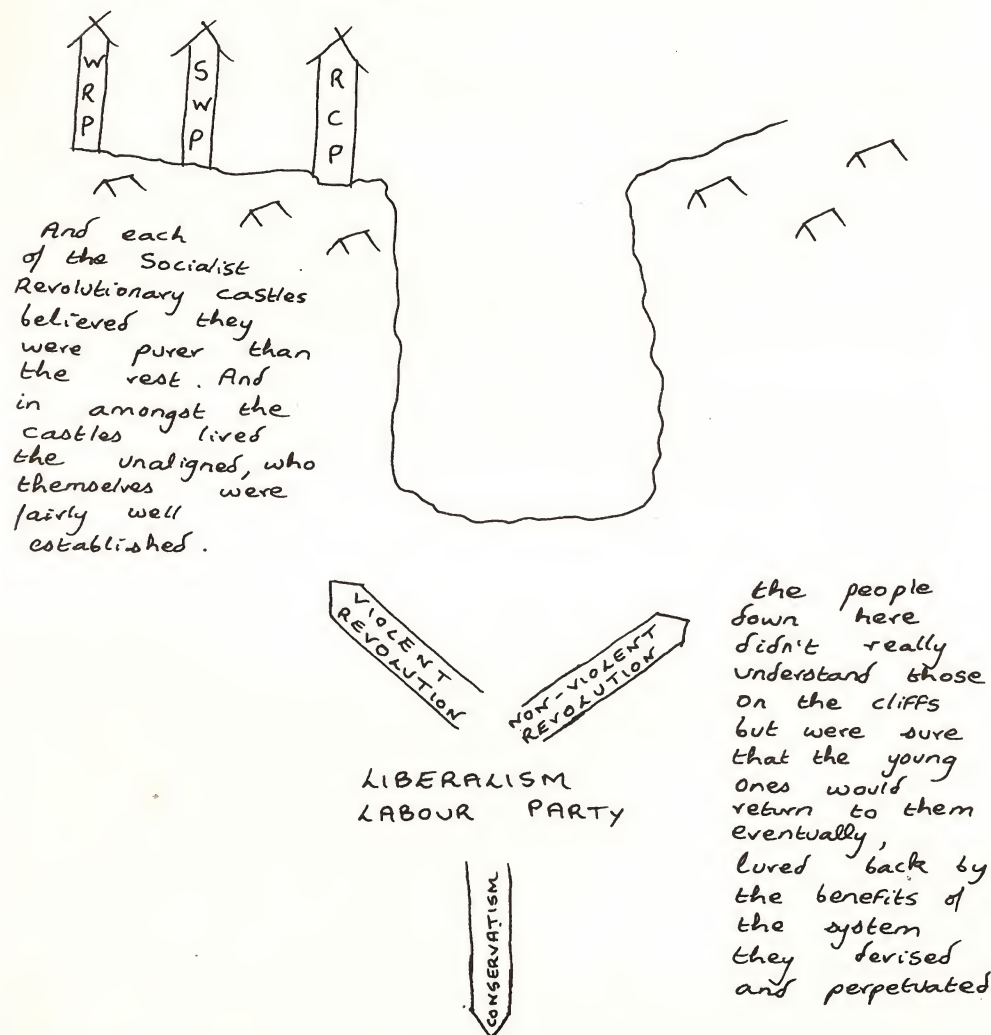 WRP
SWP
RCP
And each
of the Socialist
Revolutionary castles
believed they
were purer than
the rest. And
in amongst the
castles lived
the unaligned, who
themselves were
fairly well
established.
VIOLENT
REVOLUTION
NON-VIOLENT
REVOLUTION
LIBERALISM
LABOUR PARTY
CONSERVATISM
the people
down here
didn't really
understand those
on the cliffs
but were sure
that the young
ones would
return to them
eventually,
lured back by
the benefits of
the system
they devised
and perpetuated